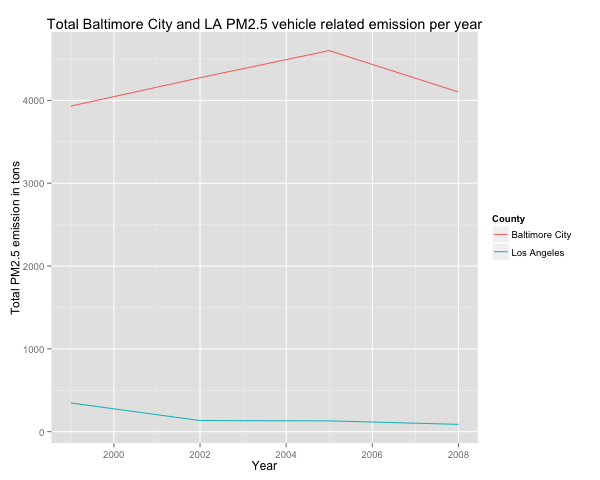 Total Baltimore City and LA PM2.5 vehicle related emission per year
Total PM2.5 emission in tons
4000
3000
2000
1000
0
2000
2002
2004
2006
2008
Year
County
Baltimore City
Los Angeles